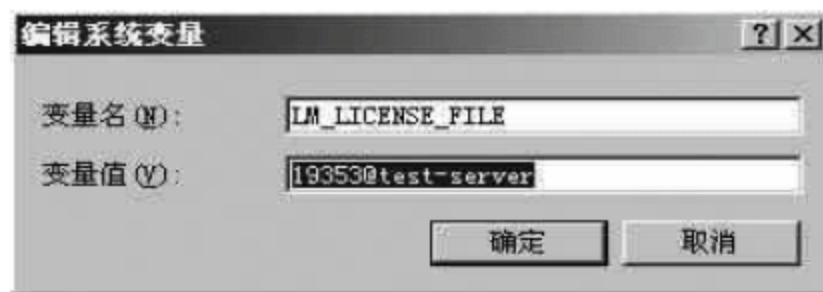 编辑系统变量 ? ×
变量名(N): LM_LICENSE_FILE
变量值(V): 19353@test-server
确定 取消